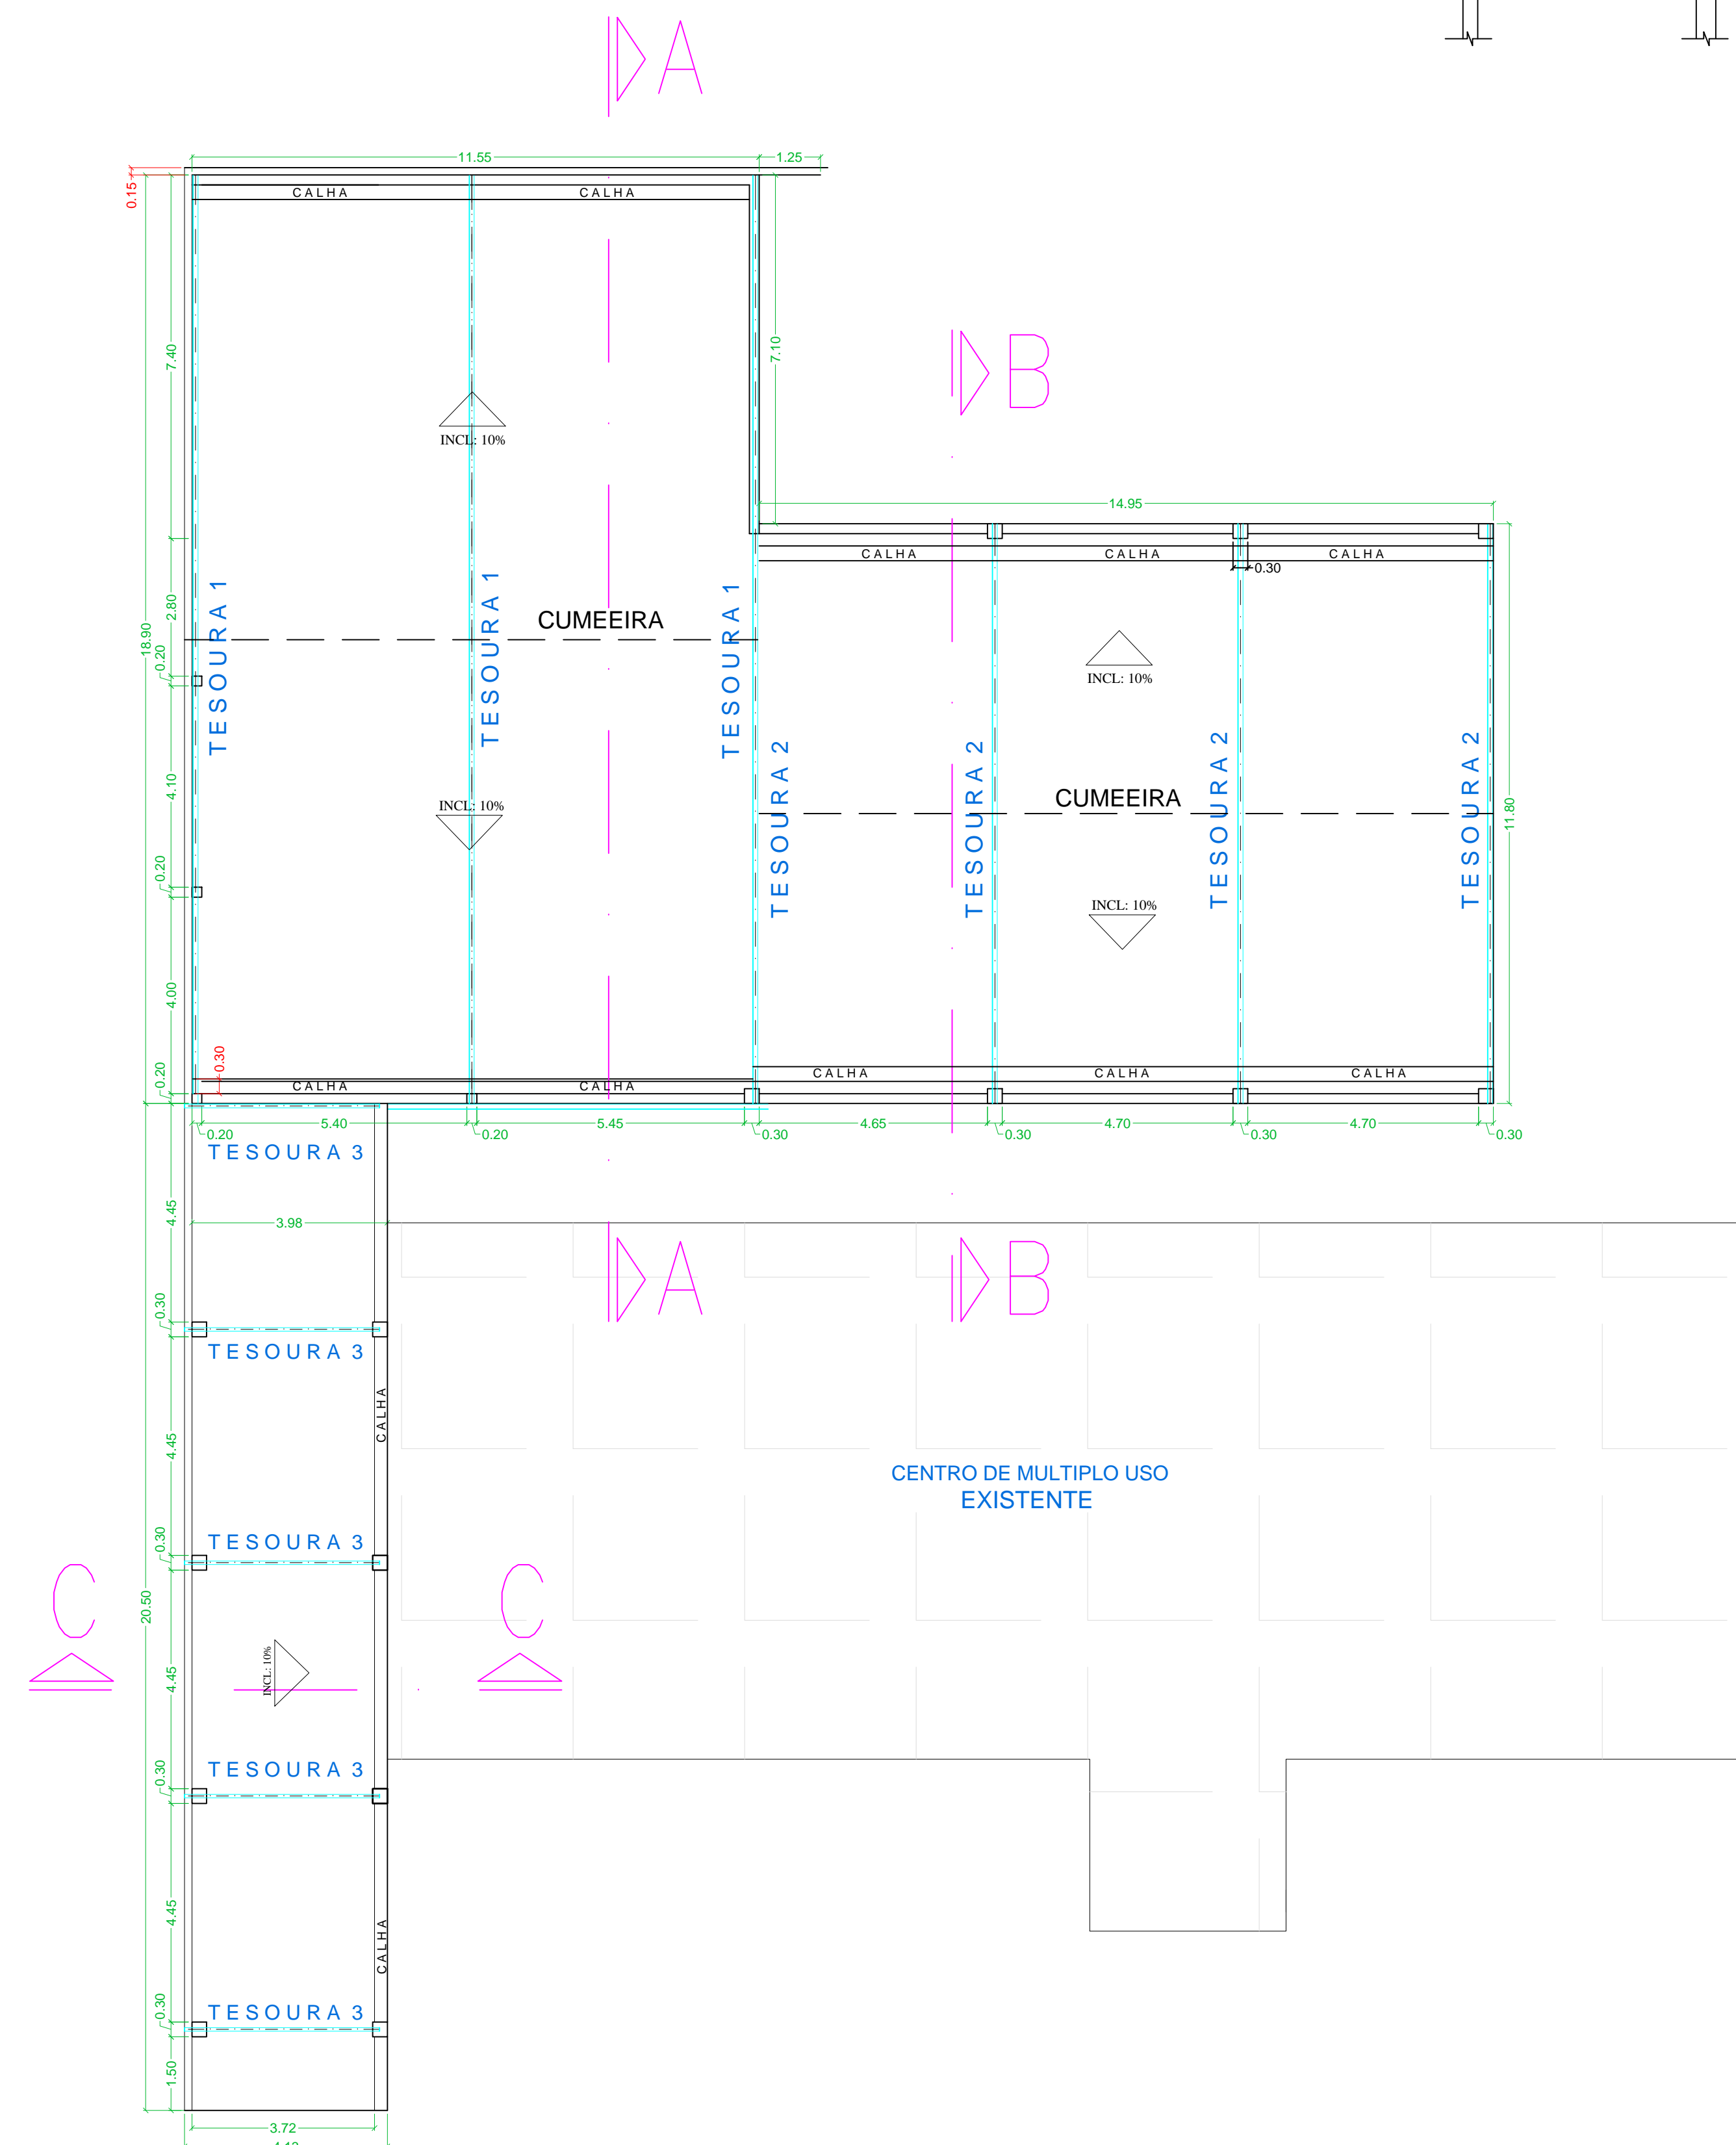 A
11.55
1.25
0.15
CALHA
CALHA
7.40
7.10
B
INCL: 10%
14.95
CALHA
CALHA
CALHA
0.30
18.90
2.80
0.20
TESOURA 1
TESOURA 1
TESOURA 1
CUMEEIRA
INCL: 10%
4.10
INCL: 10%
TESOURA 2
TESOURA 2
TESOURA 2
TESOURA 2
CUMEEIRA
11.80
0.20
INCL: 10%
4.00
0.30
0.20
CALHA
CALHA
CALHA
CALHA
CALHA
0.20
5.40
0.20
5.45
0.30
4.65
0.30
4.70
0.30
4.70
0.30
TESOURA 3
4.45
3.98
A
B
0.30
TESOURA 3
CALHA
4.45
CENTRO DE MULTIPLO USO
EXISTENTE
0.30
TESOURA 3
C
C
20.50
4.45
INCL: 10%
0.30
TESOURA 3
4.45
CALHA
0.30
TESOURA 3
1.50
3.72